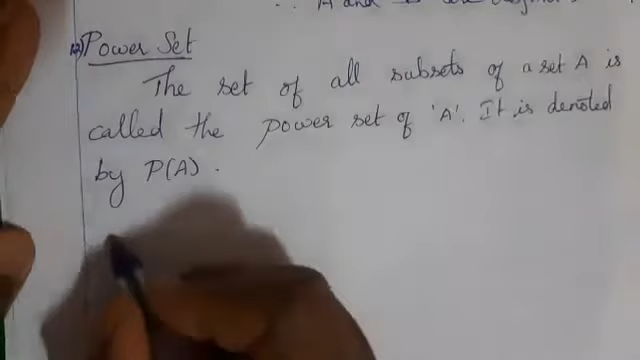 12) Power Set
The set of all subsets of a set A is
called the power set of 'A'. It is denoted
by P(A).